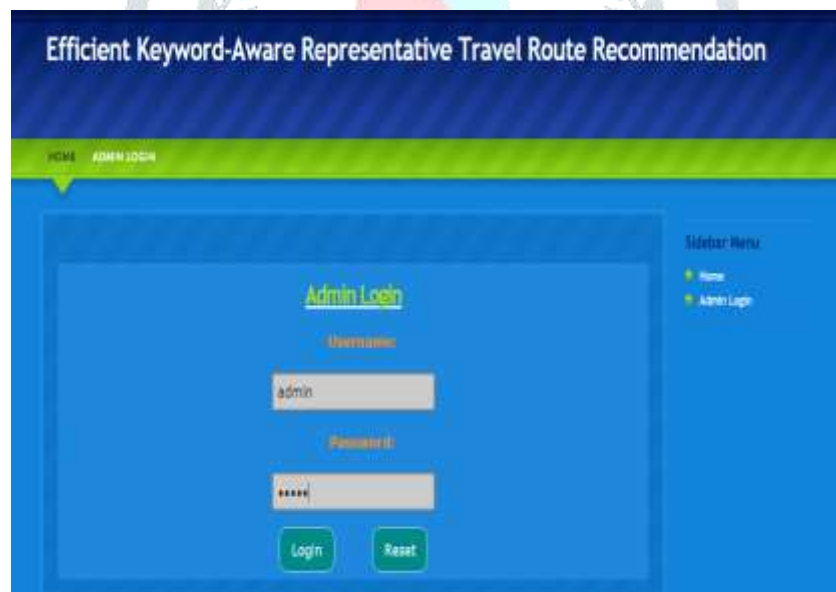 Efficient Keyword-Aware Representative Travel Route Recommendation
HOME ADMIN LOGIN
Sidebar Menu
Home
Admin Login
Admin Login
Username:
admin
Password:
•••••
Login Reset